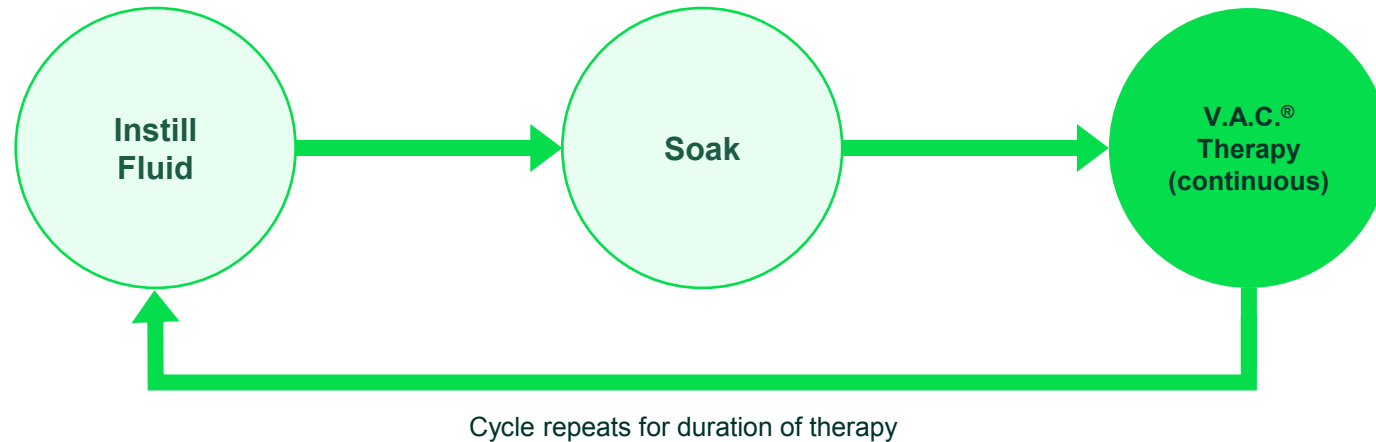 Instill
Fluid
Soak
V.A.C.®
Therapy
(continuous)
Cycle repeats for duration of therapy